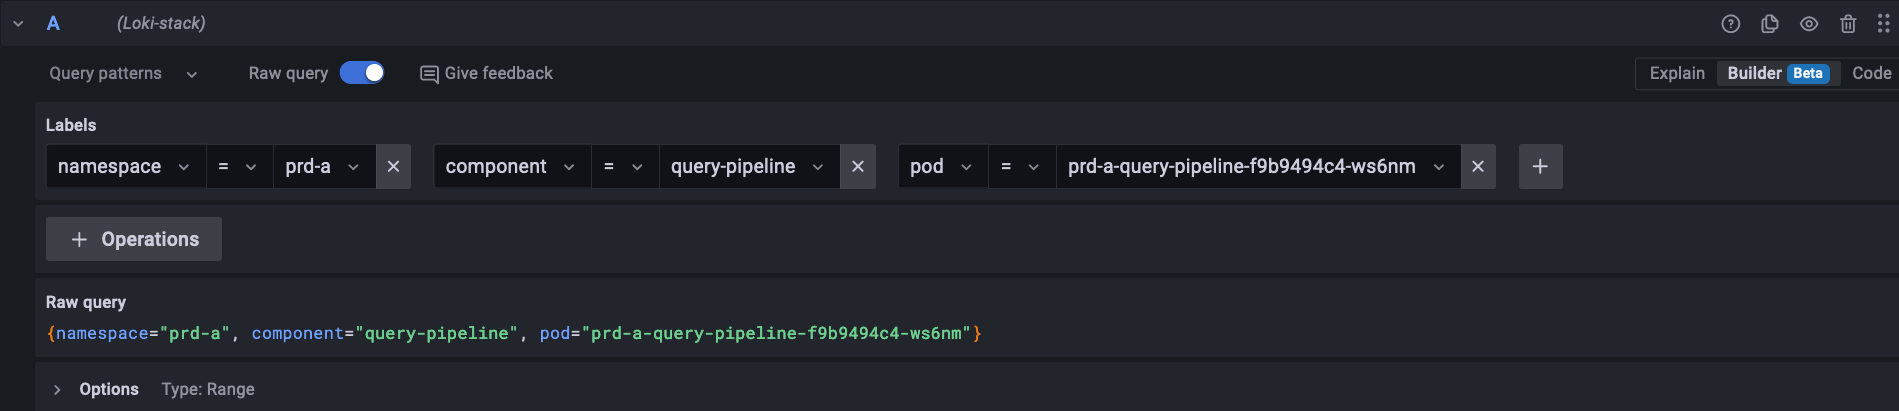 A (Loki-stack)
Query patterns Raw query Give feedback Explain Builder Beta Code
Labels
namespace = prd-a component = query-pipeline pod = prd-a-query-pipeline-f9b9494c4-ws6nm
+ Operations
Raw query
{namespace="prd-a", component="query-pipeline", pod="prd-a-query-pipeline-f9b9494c4-ws6nm"}
Options Type: Range